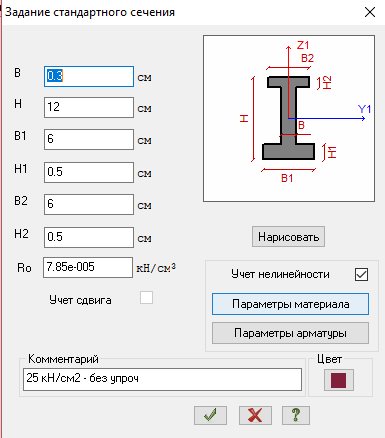 Задание стандартного сечения
B 0.3 см
H 12 см
B1 6 см
H1 0.5 см
B2 6 см
H2 0.5 см
Ro 7.85e-005 кН/см³
Учет сдвига
Z1
B2
H2
H
Y1
B
H1
B1
Нарисовать
Учет нелинейности
Параметры материала
Параметры арматуры
Комментарий
25 кН/см2 - без упроч
Цвет
?